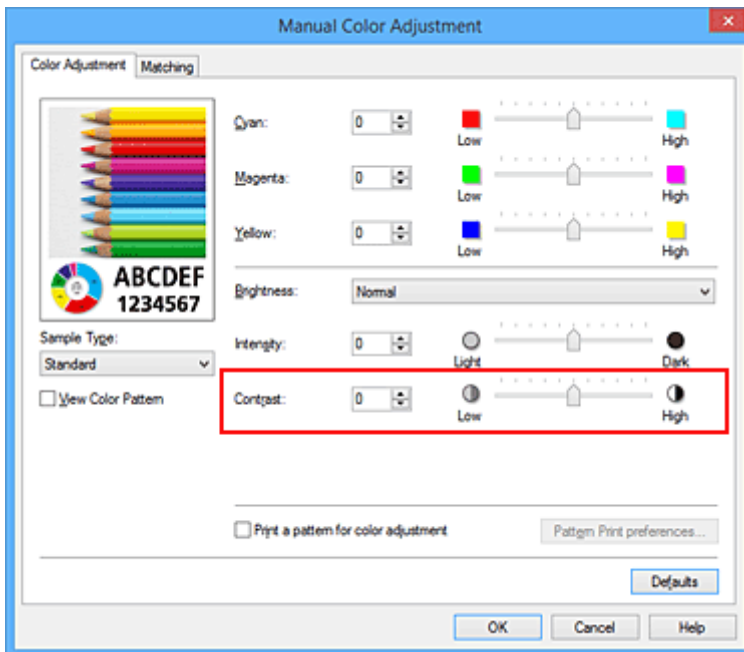 Manual Color Adjustment
Color Adjustment Matching
Cyan: 0 Low High
Magenta: 0 Low High
Yellow: 0 Low High
ABCDEF
1234567
Brightness: Normal
Sample Type:
Standard
Intensity: 0 Light Dark
View Color Pattern
Contrast: 0 Low High
Print a pattern for color adjustment Pattern Print preferences...
Defaults
OK Cancel Help